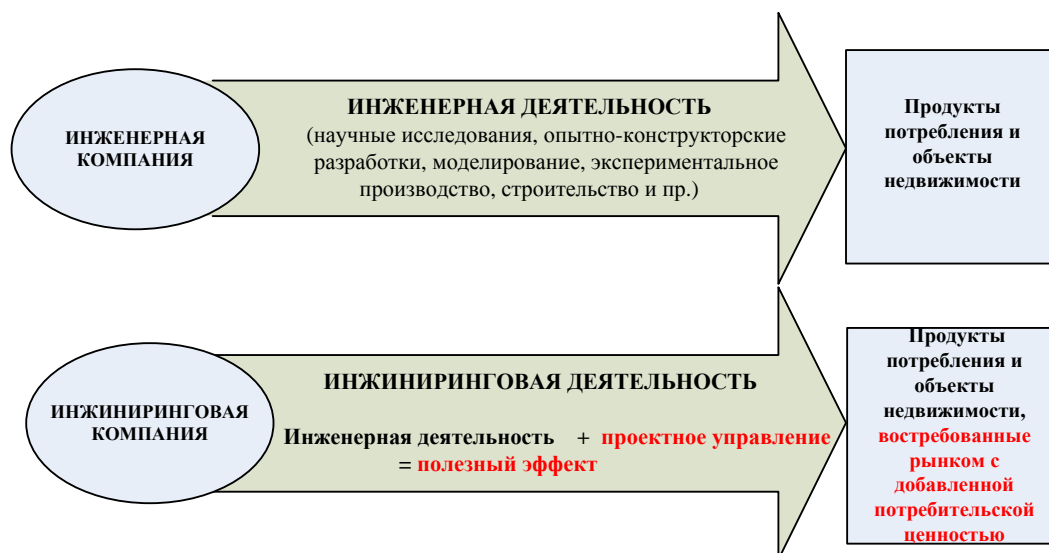 ИНЖЕНЕРНАЯ
КОМПАНИЯ
ИНЖЕНЕРНАЯ ДЕЯТЕЛЬНОСТЬ
(научные исследования, опытно-конструкторские
разработки, моделирование, экспериментальное
производство, строительство и пр.)
Продукты
потребления и
объекты
недвижимости
ИНЖИНИРИНГОВАЯ
КОМПАНИЯ
ИНЖИНИРИНГОВАЯ ДЕЯТЕЛЬНОСТЬ
Инженерная деятельность + проектное управление
= полезный эффект
Продукты
потребления и
объекты
недвижимости,
востребованные
рынком с
добавленной
потребительской
ценностью